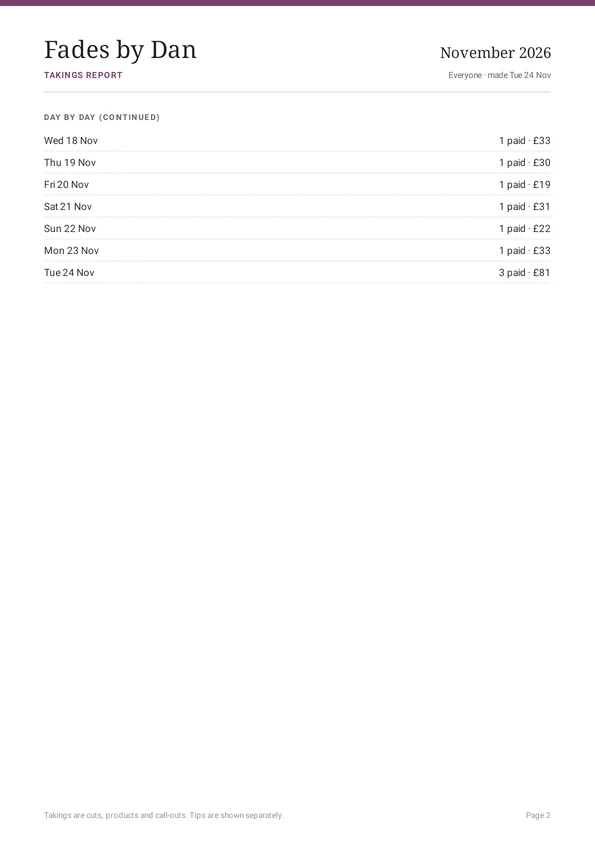 Fades by Dan
November 2026
TAKINGS REPORT
Everyone · made Tue 24 Nov
DAY BY DAY (CONTINUED)
Wed 18 Nov 1 paid · £33
Thu 19 Nov 1 paid · £30
Fri 20 Nov 1 paid · £19
Sat 21 Nov 1 paid · £31
Sun 22 Nov 1 paid · £22
Mon 23 Nov 1 paid · £33
Tue 24 Nov 3 paid · £81
Takings are cuts, products and call-outs. Tips are shown separately.
Page 2